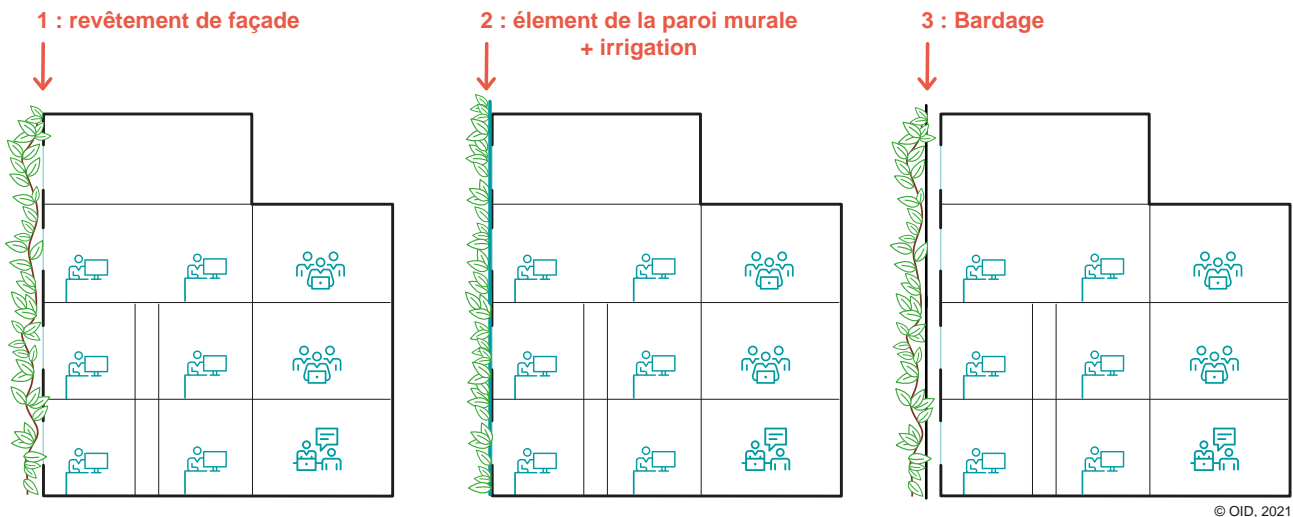 1 : revêtement de façade
2 : élement de la paroi murale
+ irrigation
3 : Bardage
© OID, 2021